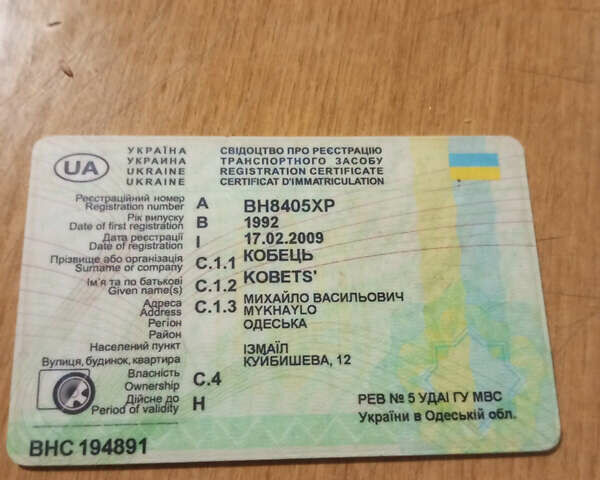 UA
УКРАЇНА СВІДОЦТВО ПРО РЕЄСТРАЦІЮ
УКРАИНА ТРАНСПОРТНОГО ЗАСОБУ
UKRAINE REGISTRATION CERTIFICATE
UKRAINE CERTIFICAT D'IMMATRICULATION
Реєстраційний номер
Registration number A BH8405XP
Рік випуску
Date of first registration B 1992
Дата реєстрації
Date of registration I 17.02.2009
Прізвище або організація
Surname or company C.1.1 КОБЕЦЬ
KOBETS'
Ім'я та по батькові
Given name(s) C.1.2 МИХАЙЛО ВАСИЛЬОВИЧ
MYKHAYLO
Адреса
Address C.1.3
Регіон ОДЕСЬКА
Район
Населений пункт ІЗМАЇЛ
Вулиця, будинок, квартира КУЙБИШЕВА, 12
Власність
Ownership C.4
Дійсне до
Period of validity H
РЕВ № 5 УДАІ ГУ МВС
України в Одеській обл.
ВНС 194891